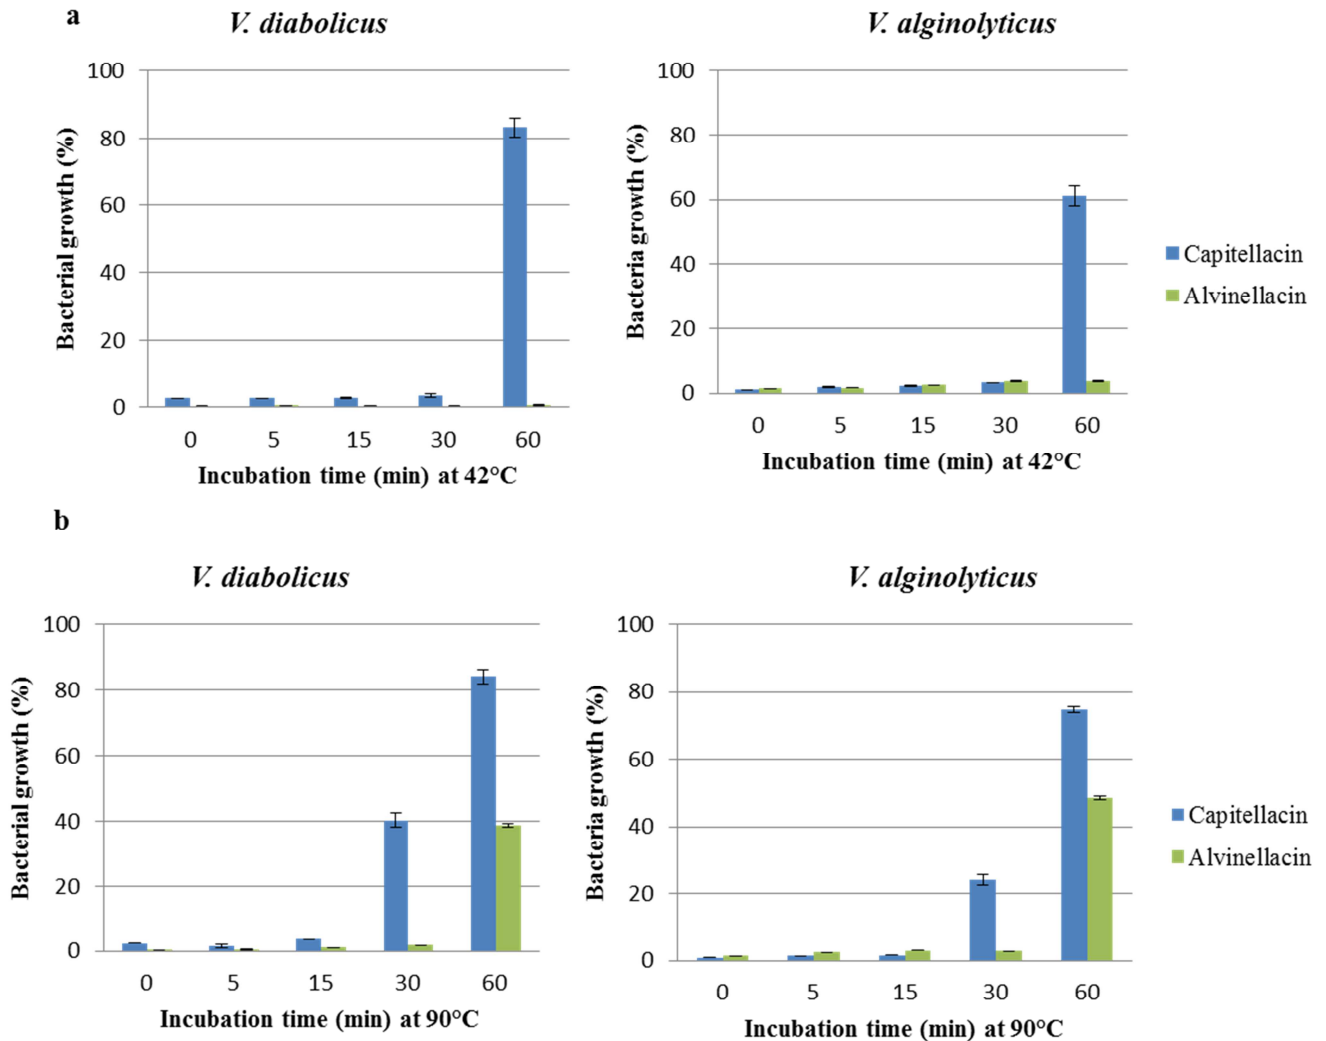 a
V. diabolicus
V. alginolyticus
Bacterial growth (%)
100
80
60
40
20
0
0 5 15 30 60
Incubation time (min) at 42°C
Bacteria growth (%)
100
80
60
40
20
0
0 5 15 30 60
Incubation time (min) at 42°C
Capitellacin
Alvinellacin
b
V. diabolicus
V. alginolyticus
Bacterial growth (%)
100
80
60
40
20
0
0 5 15 30 60
Incubation time (min) at 90°C
Bacteria growth (%)
100
80
60
40
20
0
0 5 15 30 60
Incubation time (min) at 90°C
Capitellacin
Alvinellacin